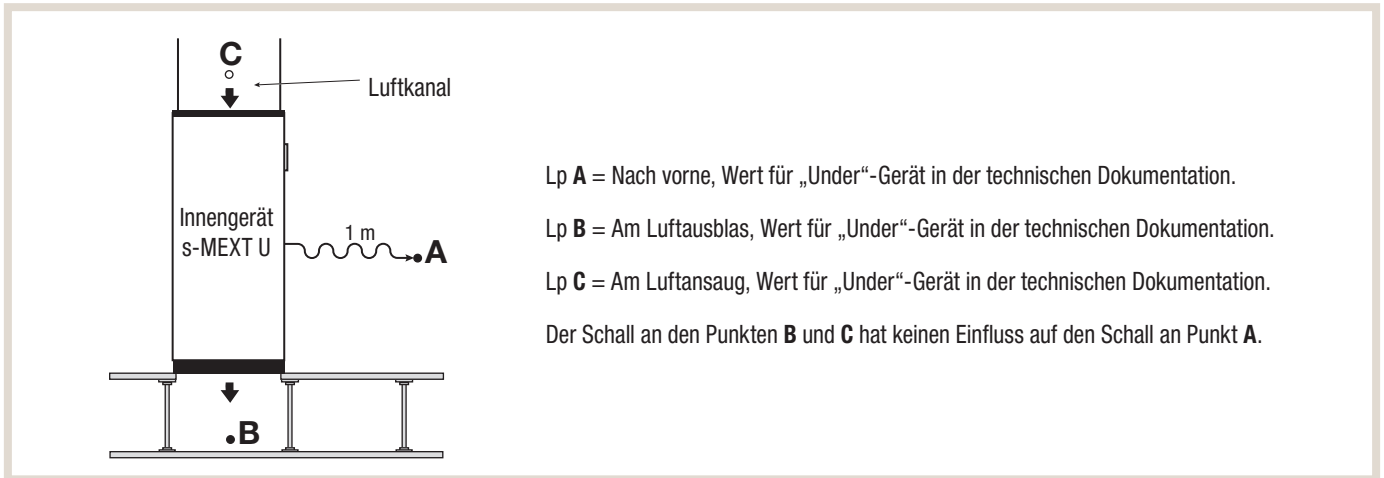 C
Luftkanal
Innengerät
s-MEXT U
1 m
A
B
Lp A = Nach vorne, Wert für „Under“-Gerät in der technischen Dokumentation.
Lp B = Am Luftausblas, Wert für „Under“-Gerät in der technischen Dokumentation.
Lp C = Am Luftansaug, Wert für „Under“-Gerät in der technischen Dokumentation.
Der Schall an den Punkten B und C hat keinen Einfluss auf den Schall an Punkt A.